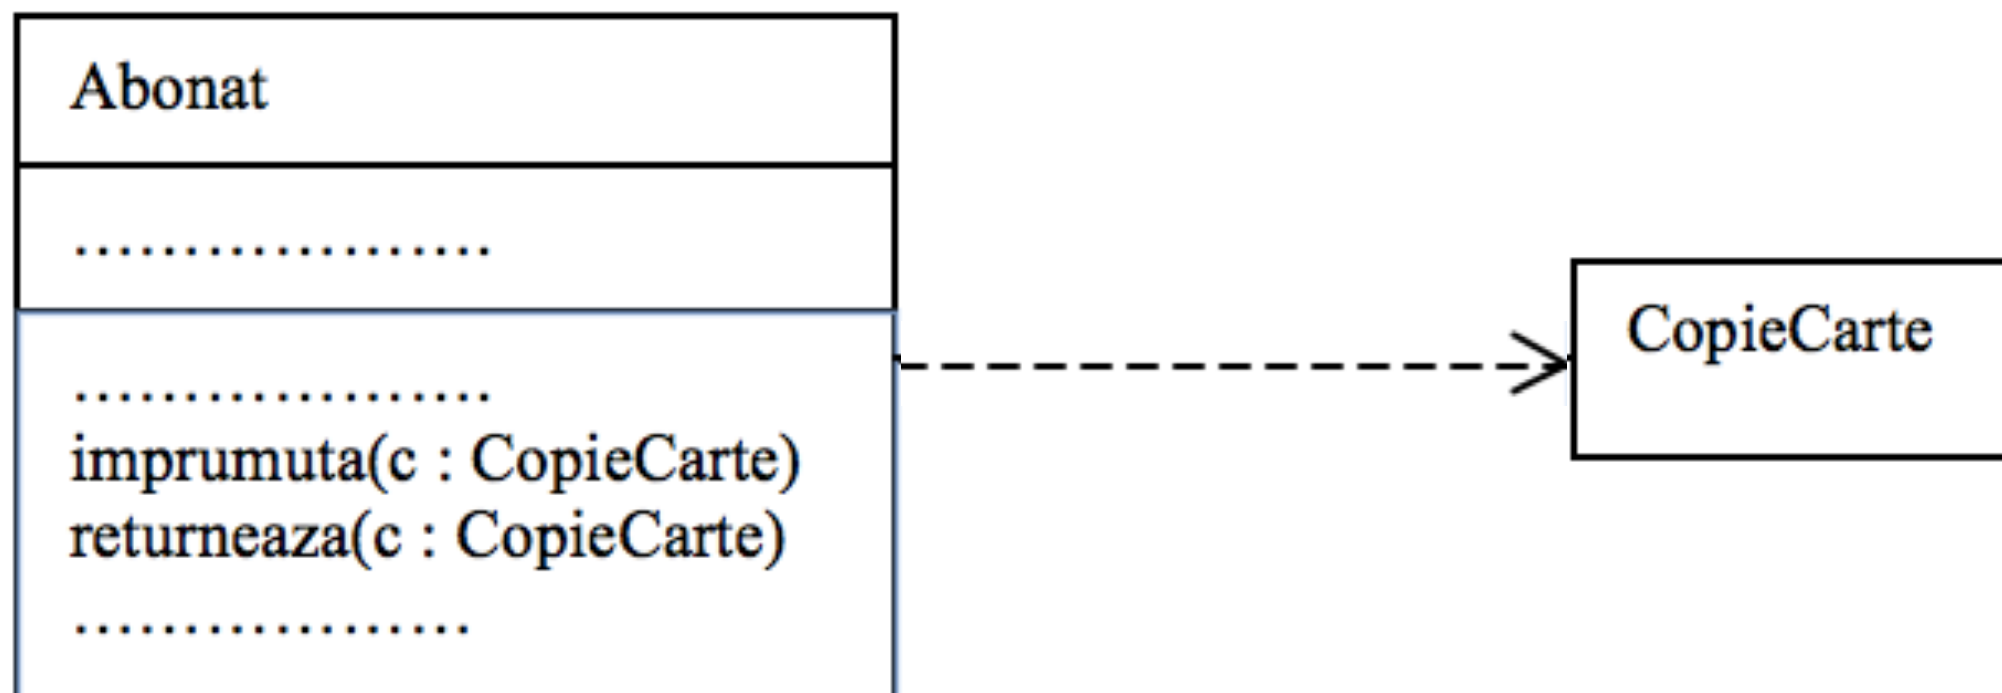 Abonat
...................
...................
imprumuta(c : CopieCarte)
returneaza(c : CopieCarte)
..................
CopieCarte